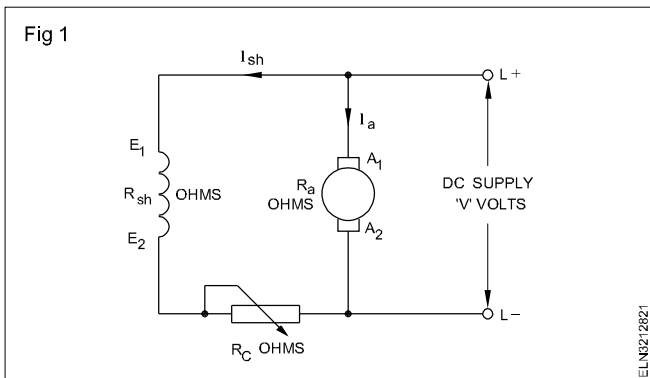 Fig 1
Ish
L+
Ia
E1
A1
Rsh OHMS
Ra
OHMS
DC SUPPLY
'V' VOLTS
E2
A2
L–
RC OHMS
ELN3212821